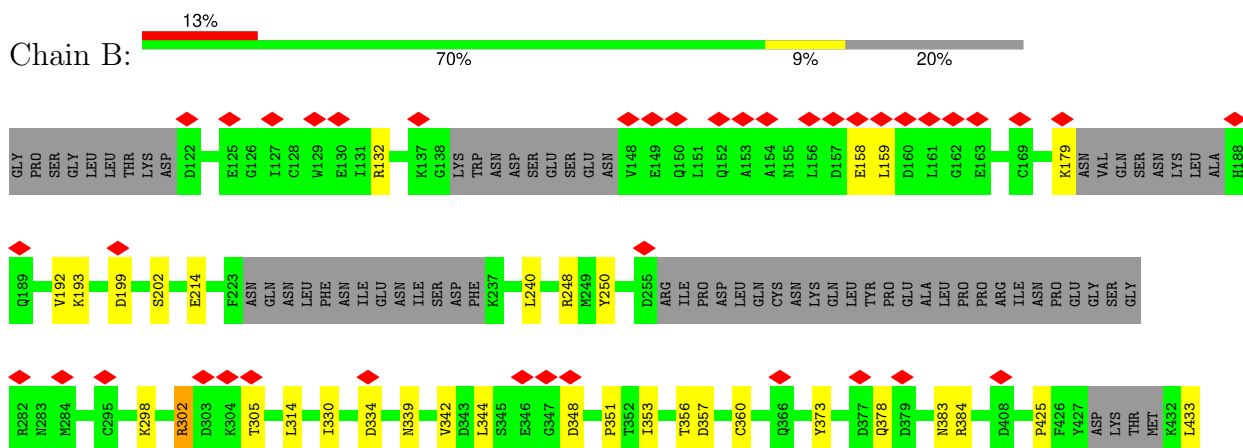 13%
Chain B:
70% 9% 20%
GLY PRO SER GLY LEU LEU THR LYS ASP D122 E125 G126 I127 C128 W129 E130 I131 R132 K137 G138 LYS TRP ASN ASP SER GLU SER GLU ASN V148 E149 Q150 L151 Q152 A153 A154 N155 L156 D157 E158 L159 D160 L161 G162 E163 C169 K179 ASN VAL GLN SER ASN LYS LEU ALA H188
Q189 V192 K193 D199 S202 E214 F223 ASN GLN ASN LEU PHE ASN ILE GLU ASN ILE SER ASP PHE K237 L240 R248 M249 Y250 D255 ARG ILE PRO ASP LEU GLN CYS ASN LYS GLN LEU TYR PRO GLU ALA LEU PRO PRO ARG ILE ASN PRO GLU GLY SER GLY
R282 N283 M284 C295 K298 R302 D303 K304 T305 L314 I330 D334 N339 V342 D343 L344 S345 E346 G347 D348 P351 T352 I353 T356 D357 C360 Q366 Y373 D377 Q378 D379 N383 R384 D408 P425 F426 Y427 ASP LYS THR MET K432 L433